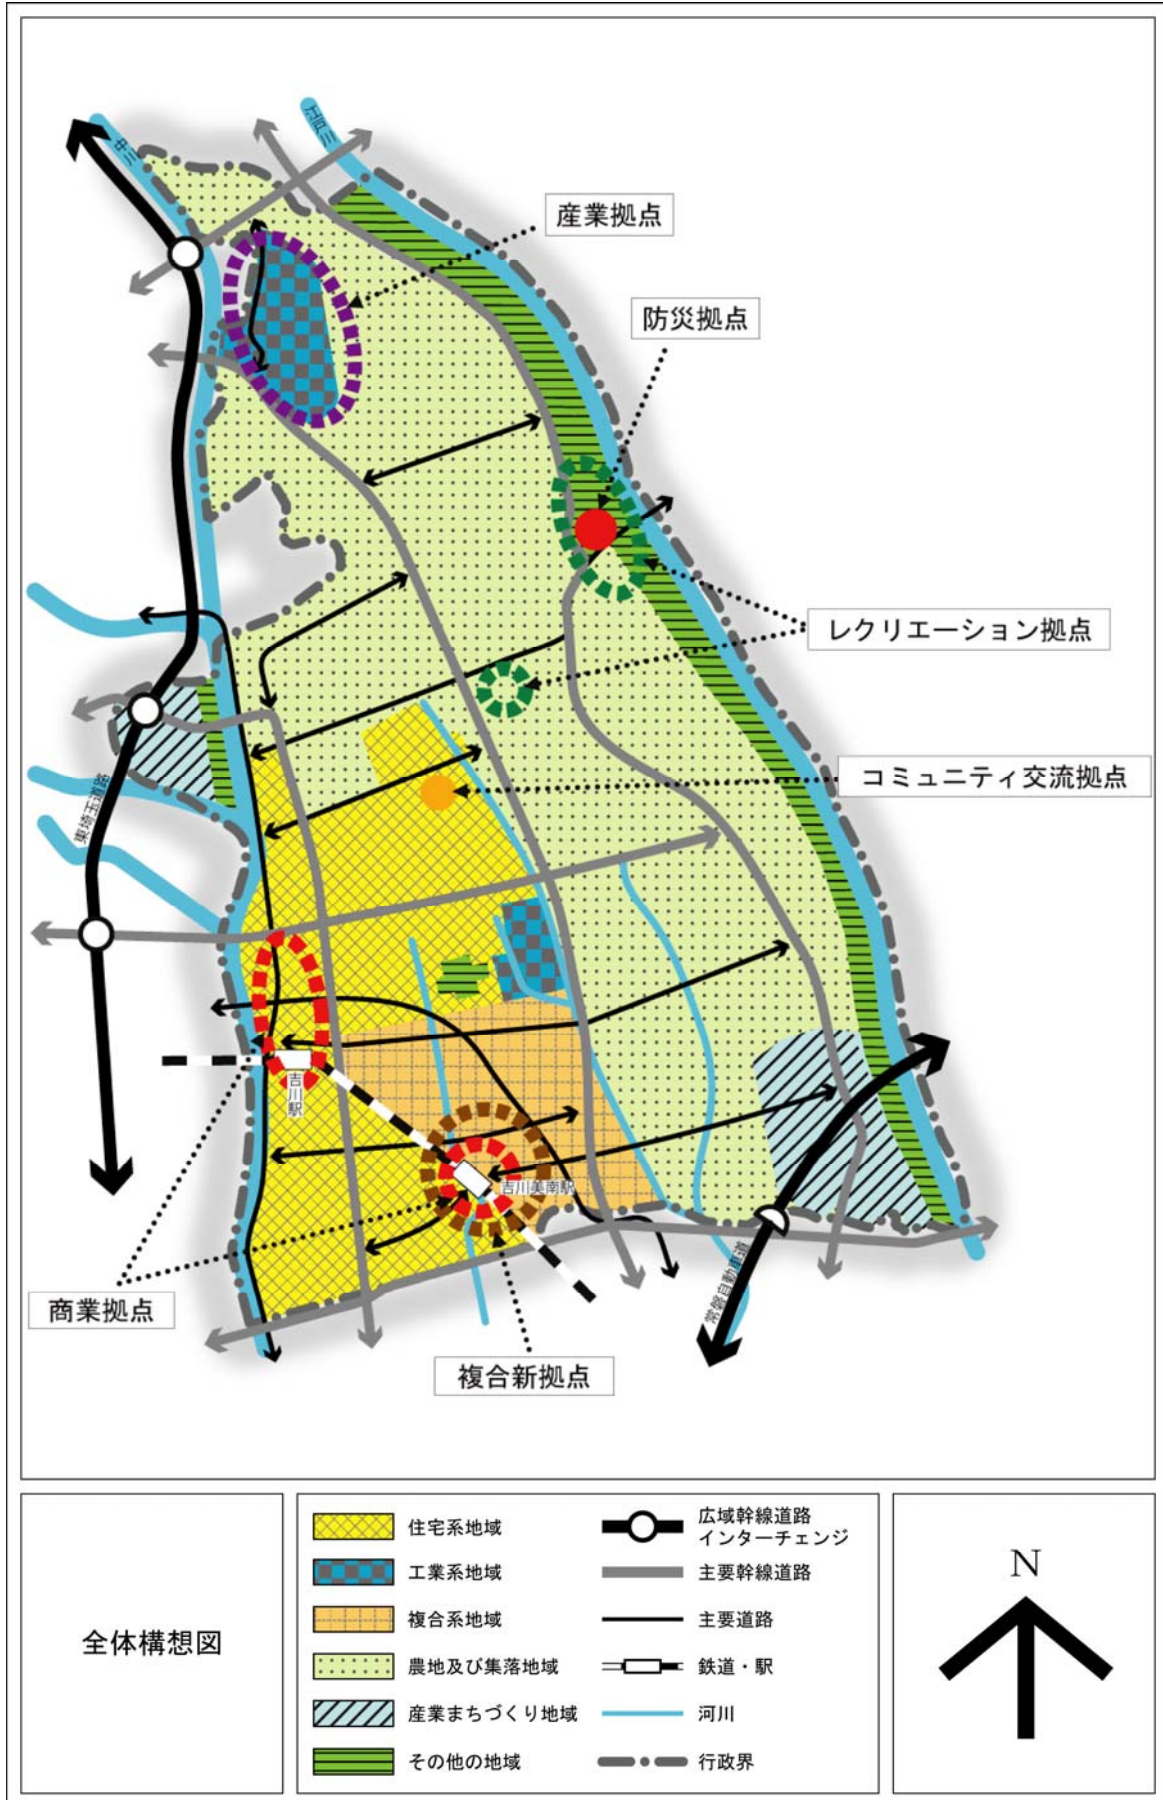 中川
江戸川
産業拠点
防災拠点
レクリエーション拠点
コミュニティ交流拠点
東埼玉道路
吉川駅
吉川美南駅
常磐自動車道
商業拠点
複合新拠点
全体構想図
住宅系地域
工業系地域
複合系地域
農地及び集落地域
産業まちづくり地域
その他の地域
広域幹線道路
インターチェンジ
主要幹線道路
主要道路
鉄道・駅
河川
行政界
N